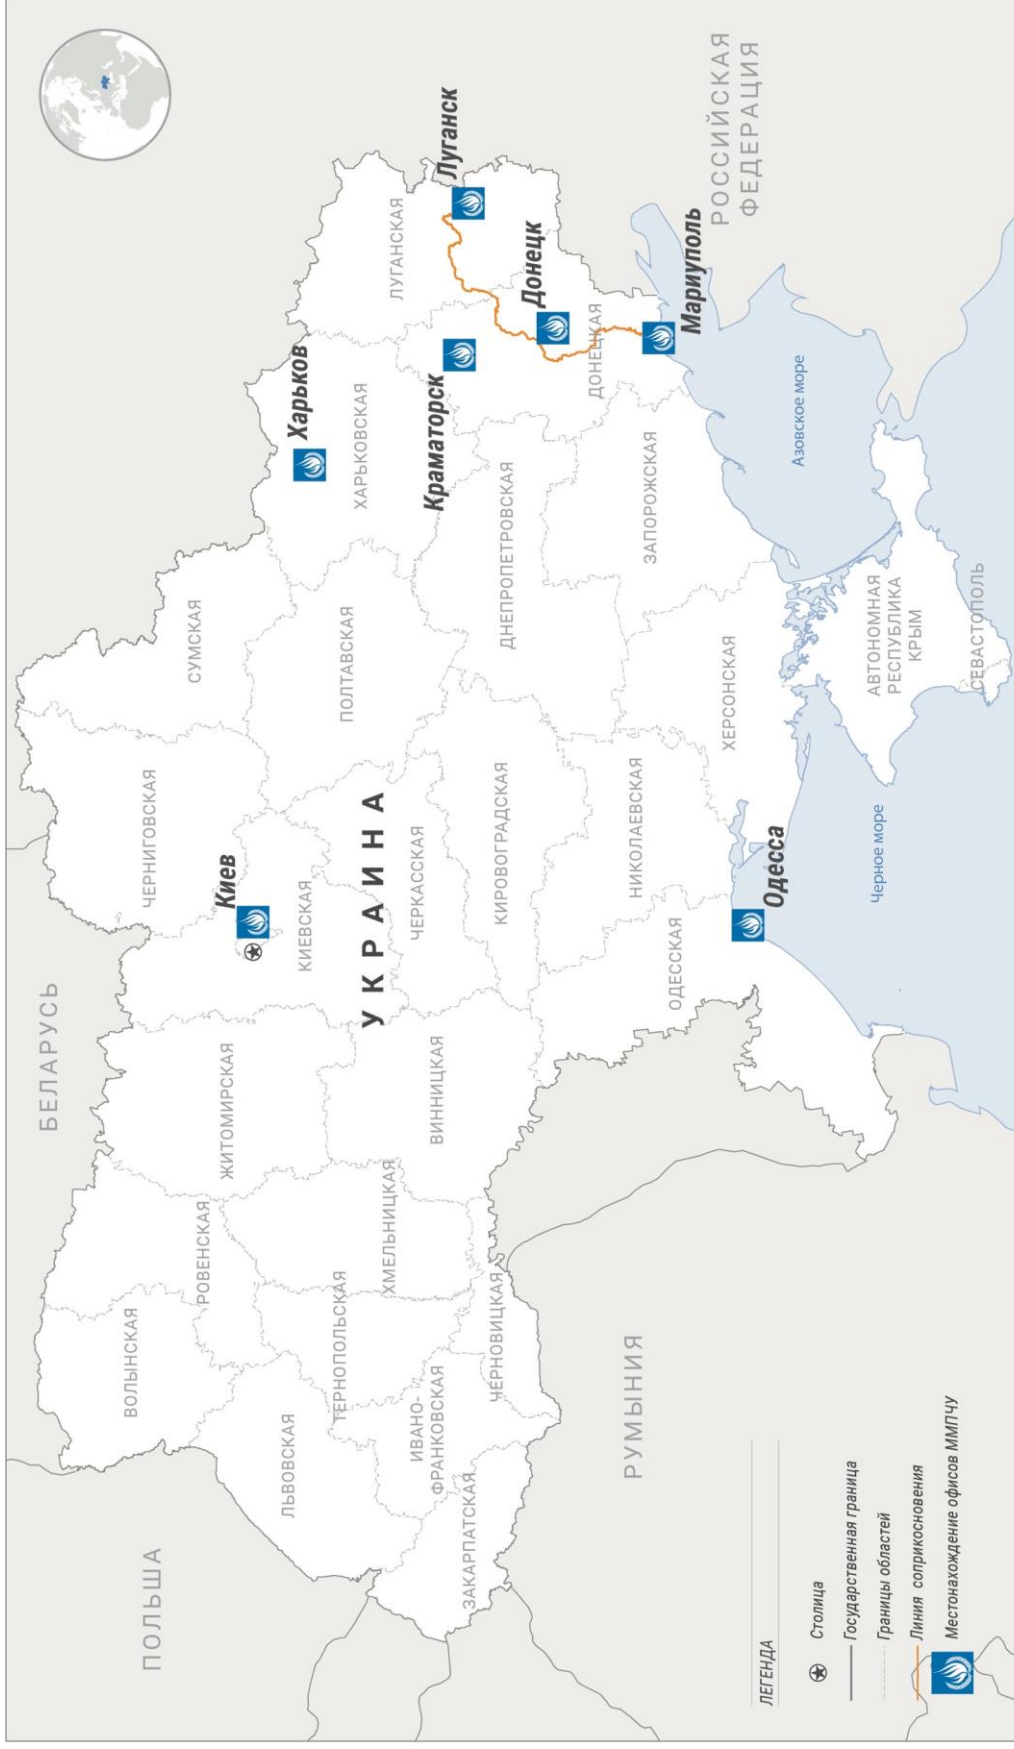 БЕЛАРУСЬ
ПОЛЬША
РОССИЙСКАЯ
ФЕДЕРАЦИЯ
РУМЫНИЯ
УКРАИНА
ВОЛЫНСКАЯ
РОВЕНСКАЯ
ЖИТОМИРСКАЯ
ЧЕРНИГОВСКАЯ
СУМСКАЯ
Киев
КИЕВСКАЯ
Харьков
ХАРЬКОВСКАЯ
ПОЛТАВСКАЯ
ЛУГАНСКАЯ
Луганск
ЛЬВОВСКАЯ
ТЕРНОПОЛЬСКАЯ
ХМЕЛЬНИЦКАЯ
ВИННИЦКАЯ
ЧЕРКАССКАЯ
Краматорск
ИВАНО-
ФРАНКОВСКАЯ
ЗАКАРПАТСКАЯ
ЧЕРНОВИЦКАЯ
КИРОВОГРАДСКАЯ
ДНЕПРОПЕТРОВСКАЯ
Донецк
ДОНЕЦКАЯ
Мариуполь
ОДЕССКАЯ
НИКОЛАЕВСКАЯ
ЗАПОРОЖСКАЯ
ХЕРСОНСКАЯ
Одесса
Азовское море
Черное море
АВТОНОМНАЯ
РЕСПУБЛИКА
КРЫМ
СЕВАСТОПОЛЬ
ЛЕГЕНДА
Столица
Государственная граница
Границы областей
Линия соприкосновения
Местонахождение офисов ММПЧУ